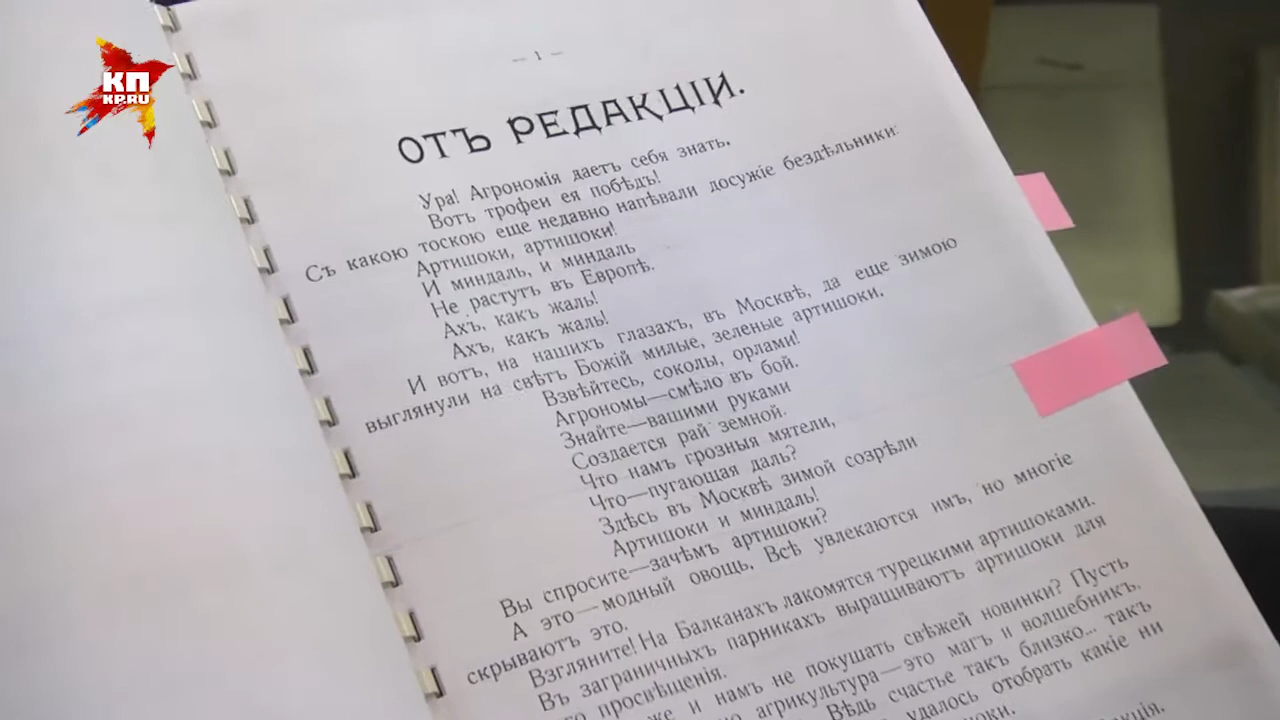 КП
KP.RU
— 1 —
ОТЪ РЕДАКЦІИ.
Ура! Агрономія даетъ себя знать.
Вотъ трофеи ея побѣдъ!
Съ какою тоскою еще недавно напѣвали досужіе бездѣльники:
Артишоки, артишоки!
И миндаль, и миндаль
Не растутъ въ Европѣ.
Ахъ, какъ жаль!
Ахъ, какъ жаль!
И вотъ, на нашихъ глазахъ, въ Москвѣ, да еще зимою
выглянули на свѣтъ Божій милые, зеленые артишоки.
Взвѣйтесь, соколы, орлами!
Агрономы—смѣло въ бой.
Знайте—вашими руками
Создается рай земной.
Что намъ грозныя мятели,
Что—пугающая даль?
Здѣсь въ Москвѣ зимой созрѣли
Артишоки и миндаль!
Вы спросите—зачѣмъ артишоки?
А это—модный овощь. Всѣ увлекаются имъ, но многіе
скрываютъ это.
Взгляните! На Балканахъ лакомятся турецкими артишоками.
Въ заграничныхъ парникахъ выращиваютъ артишоки для
просвѣщенія.
же и намъ не покушать свѣжей новинки? Пусть
агрикультура—это магъ и волшебникъ.
Вѣдь счастье такъ близко... такъ
удалось отобрать какіе ни